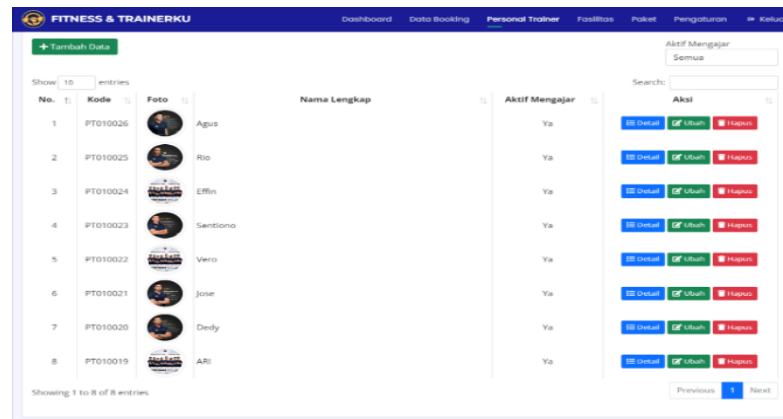 FITNESS & TRAINERKU Dashboard Data Booking Personal Trainer Fasilitas Paket Pengaturan Kelua
+ Tambah Data
Aktif Mengajar
Semua
Show 10 entries Search:
No. Kode Foto Nama Lengkap Aktif Mengajar Aksi
1 PT010026 Agus Ya Detail Ubah Hapus
2 PT010025 Rio Ya Detail Ubah Hapus
3 PT010024 Effin Ya Detail Ubah Hapus
4 PT010023 Sentiono Ya Detail Ubah Hapus
5 PT010022 Vero Ya Detail Ubah Hapus
6 PT010021 Jose Ya Detail Ubah Hapus
7 PT010020 Dedy Ya Detail Ubah Hapus
8 PT010019 ARI Ya Detail Ubah Hapus
Showing 1 to 8 of 8 entries Previous 1 Next